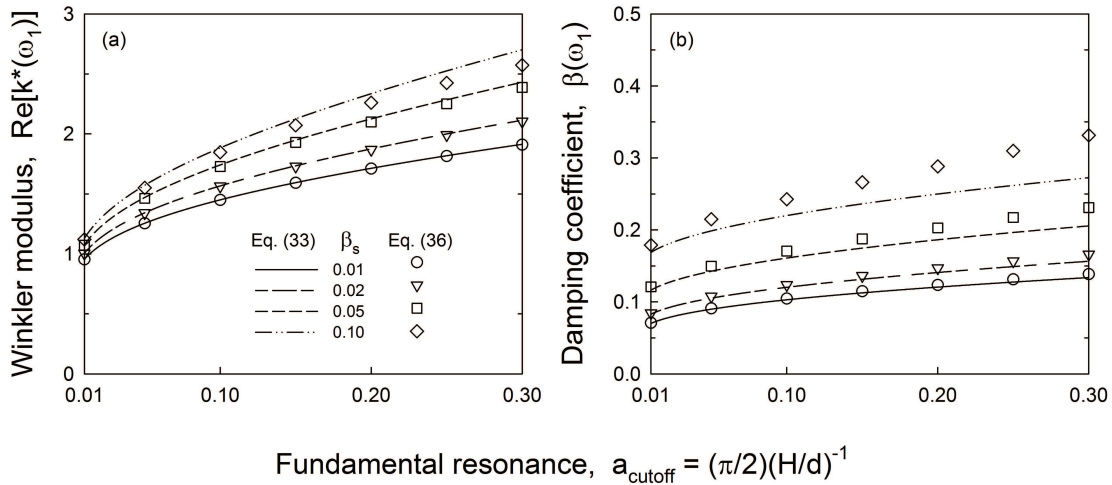 Winkler modulus, Re[k*(ω₁)]
3
2
1
0
(a)
Eq. (33) βₛ Eq. (36)
0.01
0.02
0.05
0.10
0.01 0.10 0.20 0.30
Damping coefficient, β(ω₁)
0.5
0.4
0.3
0.2
0.1
0.0
(b)
0.01 0.10 0.20 0.30
Fundamental resonance, a_cutoff = (π/2)(H/d)⁻¹